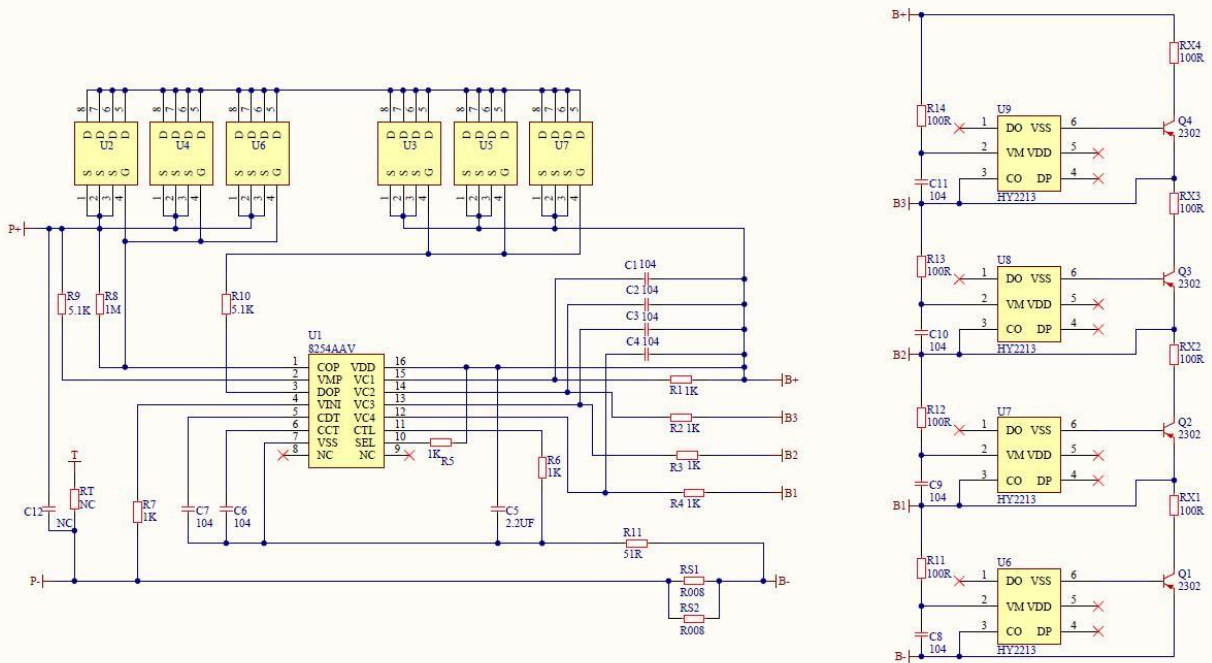 8 7 6 5
D D D D
U2
S S S G
1 2 3 4
8 7 6 5
D D D D
U4
S S S G
1 2 3 4
8 7 6 5
D D D D
U6
S S S G
1 2 3 4
8 7 6 5
D D D D
U3
S S S G
1 2 3 4
8 7 6 5
D D D D
U5
S S S G
1 2 3 4
8 7 6 5
D D D D
U7
S S S G
1 2 3 4
P+
R9
5.1K
R8
1M
R10
5.1K
C1 104
C2 104
C3 104
C4 104
U1
8254AAV
1 COP VDD 16
2 VMP VC1 15
3 DOP VC2 14
4 VINI VC3 13
5 CDT VC4 12
6 CCT CTL 11
7 VSS SEL 10
8 NC NC 9
R1 1K
B+
R2 1K
B3
R3 1K
B2
R4 1K
B1
1K R5
R6
1K
T
RT
NC
C12
NC
R7
1K
C7
104
C6
104
C5
2.2UF
R11
51R
P-
RS1
R008
B-
RS2
R008
B+
RX4
100R
R14
100R
U9
1 DO VSS 6
2 VM VDD 5
3 CO DP 4
HY2213
Q4
2302
C11
104
B3
RX3
100R
R13
100R
U8
1 DO VSS 6
2 VM VDD 5
3 CO DP 4
HY2213
Q3
2302
C10
104
B2
RX2
100R
R12
100R
U7
1 DO VSS 6
2 VM VDD 5
3 CO DP 4
HY2213
Q2
2302
C9
104
B1
RX1
100R
R11
100R
U6
1 DO VSS 6
2 VM VDD 5
3 CO DP 4
HY2213
Q1
2302
C8
104
B-